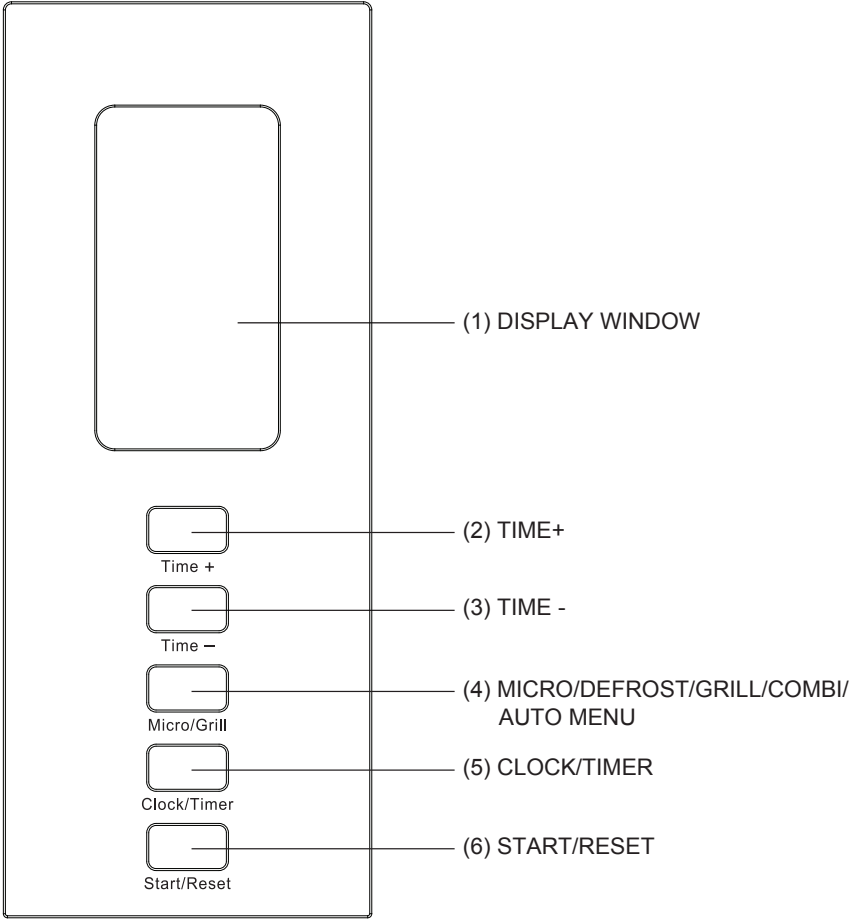 (1) DISPLAY WINDOW
(2) TIME+
Time +
(3) TIME -
Time –
(4) MICRO/DEFROST/GRILL/COMBI/
AUTO MENU
Micro/Grill
(5) CLOCK/TIMER
Clock/Timer
(6) START/RESET
Start/Reset